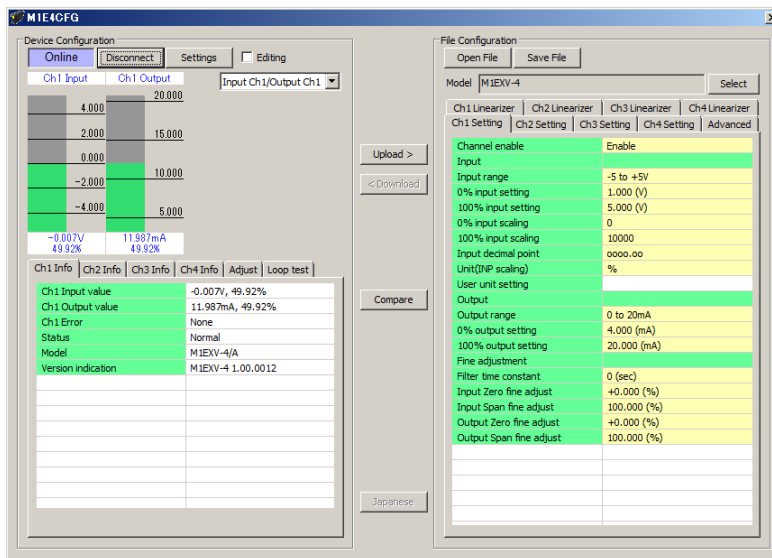 M1E4CFG
Device Configuration
Online Disconnect Settings Editing
Ch1 Input Ch1 Output Input Ch1/Output Ch1
4.000 20.000
2.000 15.000
0.000
-2.000 10.000
-4.000 5.000
-0.007V 11.987mA
49.92% 49.92%
Ch1 Info Ch2 Info Ch3 Info Ch4 Info Adjust Loop test
Ch1 Input value -0.007V, 49.92%
Ch1 Output value 11.987mA, 49.92%
Ch1 Error None
Status Normal
Model M1EXV-4/A
Version indication M1EXV-4 1.00.0012
Upload >
< Download
Compare
Japanese
File Configuration
Open File Save File
Model M1EXV-4 Select
Ch1 Linearizer Ch2 Linearizer Ch3 Linearizer Ch4 Linearizer
Ch1 Setting Ch2 Setting Ch3 Setting Ch4 Setting Advanced
Channel enable Enable
Input
Input range -5 to +5V
0% input setting 1.000 (V)
100% input setting 5.000 (V)
0% input scaling 0
100% input scaling 10000
Input decimal point oooo.oo
Unit(INP scaling) %
User unit setting
Output
Output range 0 to 20mA
0% output setting 4.000 (mA)
100% output setting 20.000 (mA)
Fine adjustment
Filter time constant 0 (sec)
Input Zero fine adjust +0.000 (%)
Input Span fine adjust 100.000 (%)
Output Zero fine adjust +0.000 (%)
Output Span fine adjust 100.000 (%)